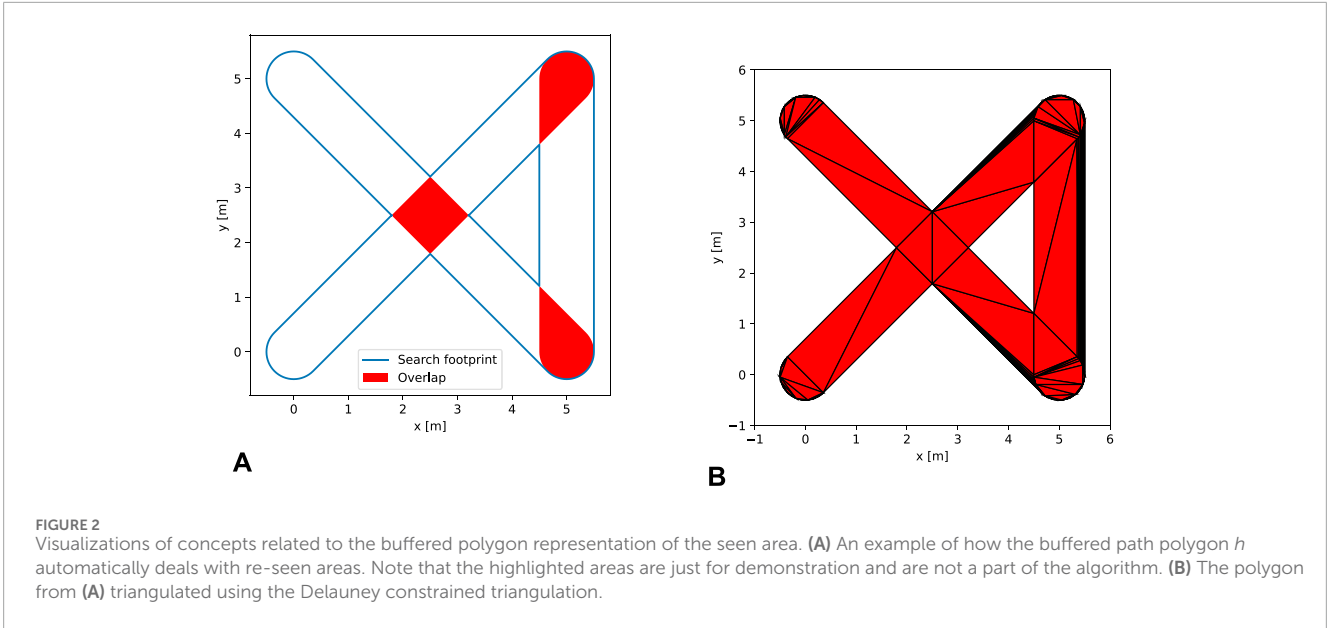 5
4
3
2
1
0
y [m]
0 1 2 3 4 5
x [m]
Search footprint
Overlap
A
6
5
4
3
2
1
0
−1
y [m]
−1 0 1 2 3 4 5 6
x [m]
B
FIGURE 2
Visualizations of concepts related to the buffered polygon representation of the seen area. (A) An example of how the buffered path polygon h
automatically deals with re-seen areas. Note that the highlighted areas are just for demonstration and are not a part of the algorithm. (B) The polygon
from (A) triangulated using the Delauney constrained triangulation.